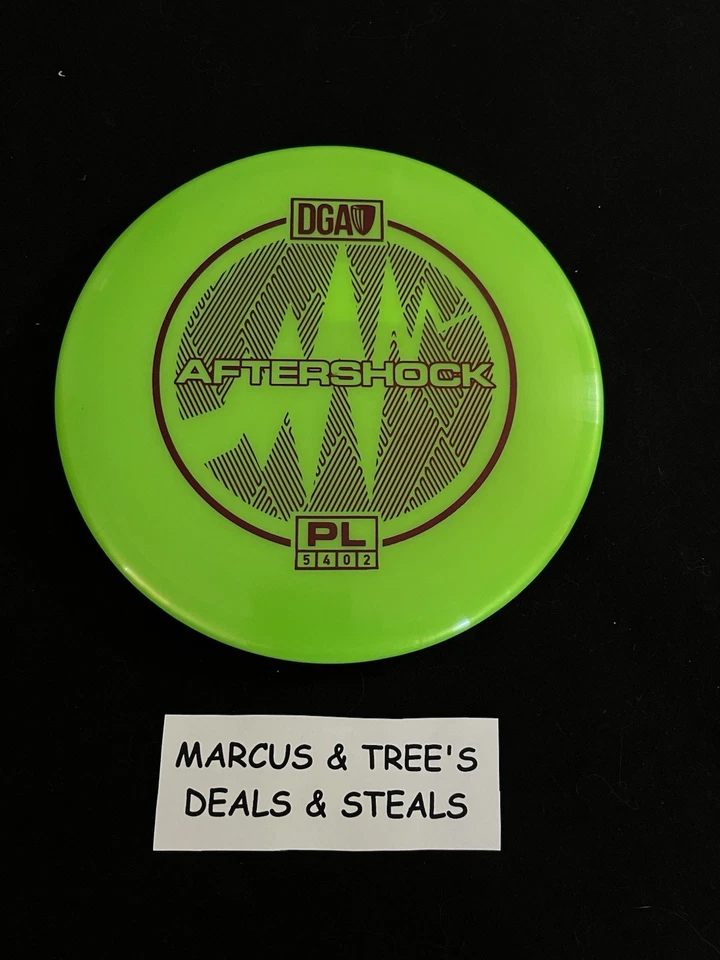 DGA
AFTERSHOCK
PL
5 4 0 2
MARCUS & TREE'S
DEALS & STEALS